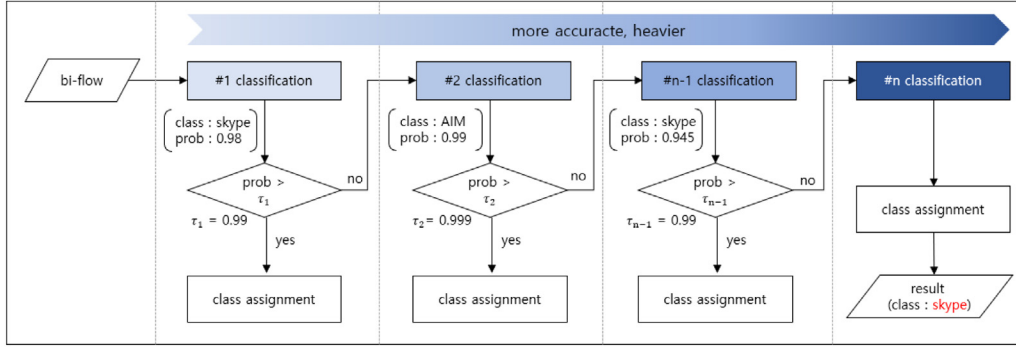 more accuracte, heavier
bi-flow
#1 classification
class : skype
prob : 0.98
prob >
τ₁
no
τ₁ = 0.99
yes
class assignment
#2 classification
class : AIM
prob : 0.99
prob >
τ₂
no
τ₂= 0.999
yes
class assignment
#n-1 classification
class : skype
prob : 0.945
prob >
τₙ₋₁
no
τₙ₋₁ = 0.99
yes
class assignment
#n classification
class assignment
result
(class : skype)